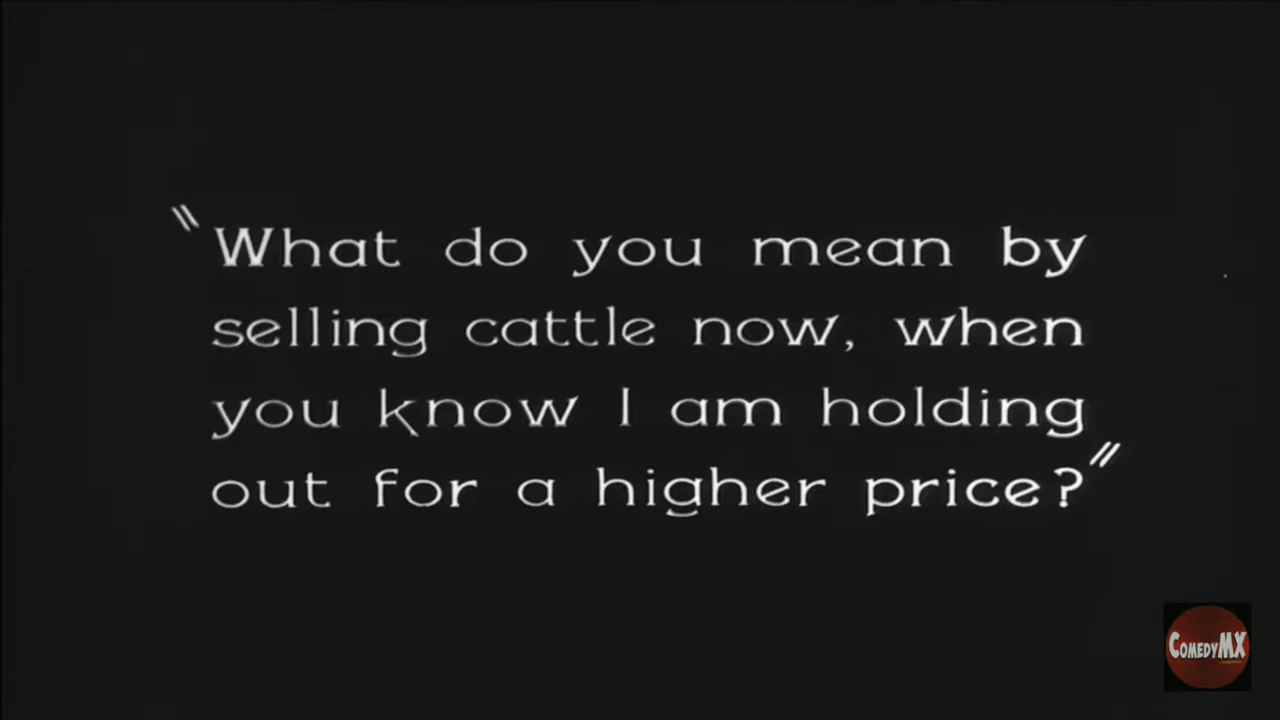 "What do you mean by
selling cattle now, when
you know I am holding
out for a higher price?"
COMEDYMX